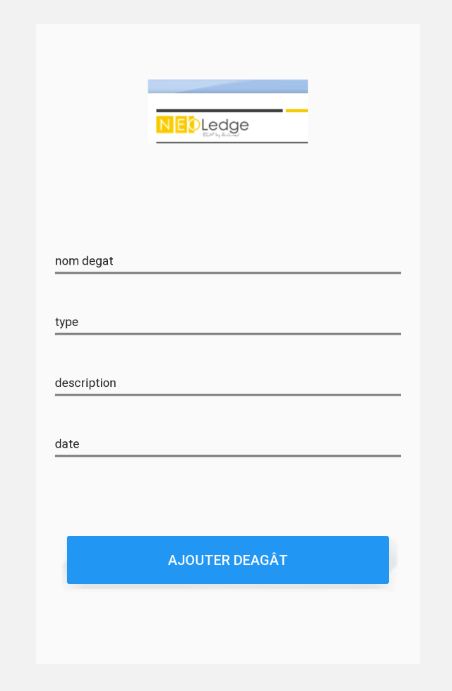 NEOLedge
nom degat
type
description
date
AJOUTER DEAGÂT